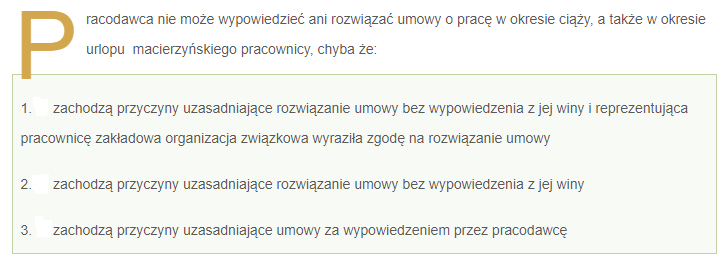 Pracodawca nie może wypowiedzieć ani rozwiązać umowy o pracę w okresie ciąży, a także w okresie
urlopu macierzyńskiego pracownicy, chyba że:
1. zachodzą przyczyny uzasadniające rozwiązanie umowy bez wypowiedzenia z jej winy i reprezentująca
pracownicę zakładowa organizacja związkowa wyraziła zgodę na rozwiązanie umowy
2. zachodzą przyczyny uzasadniające rozwiązanie umowy bez wypowiedzenia z jej winy
3. zachodzą przyczyny uzasadniające umowy za wypowiedzeniem przez pracodawcę